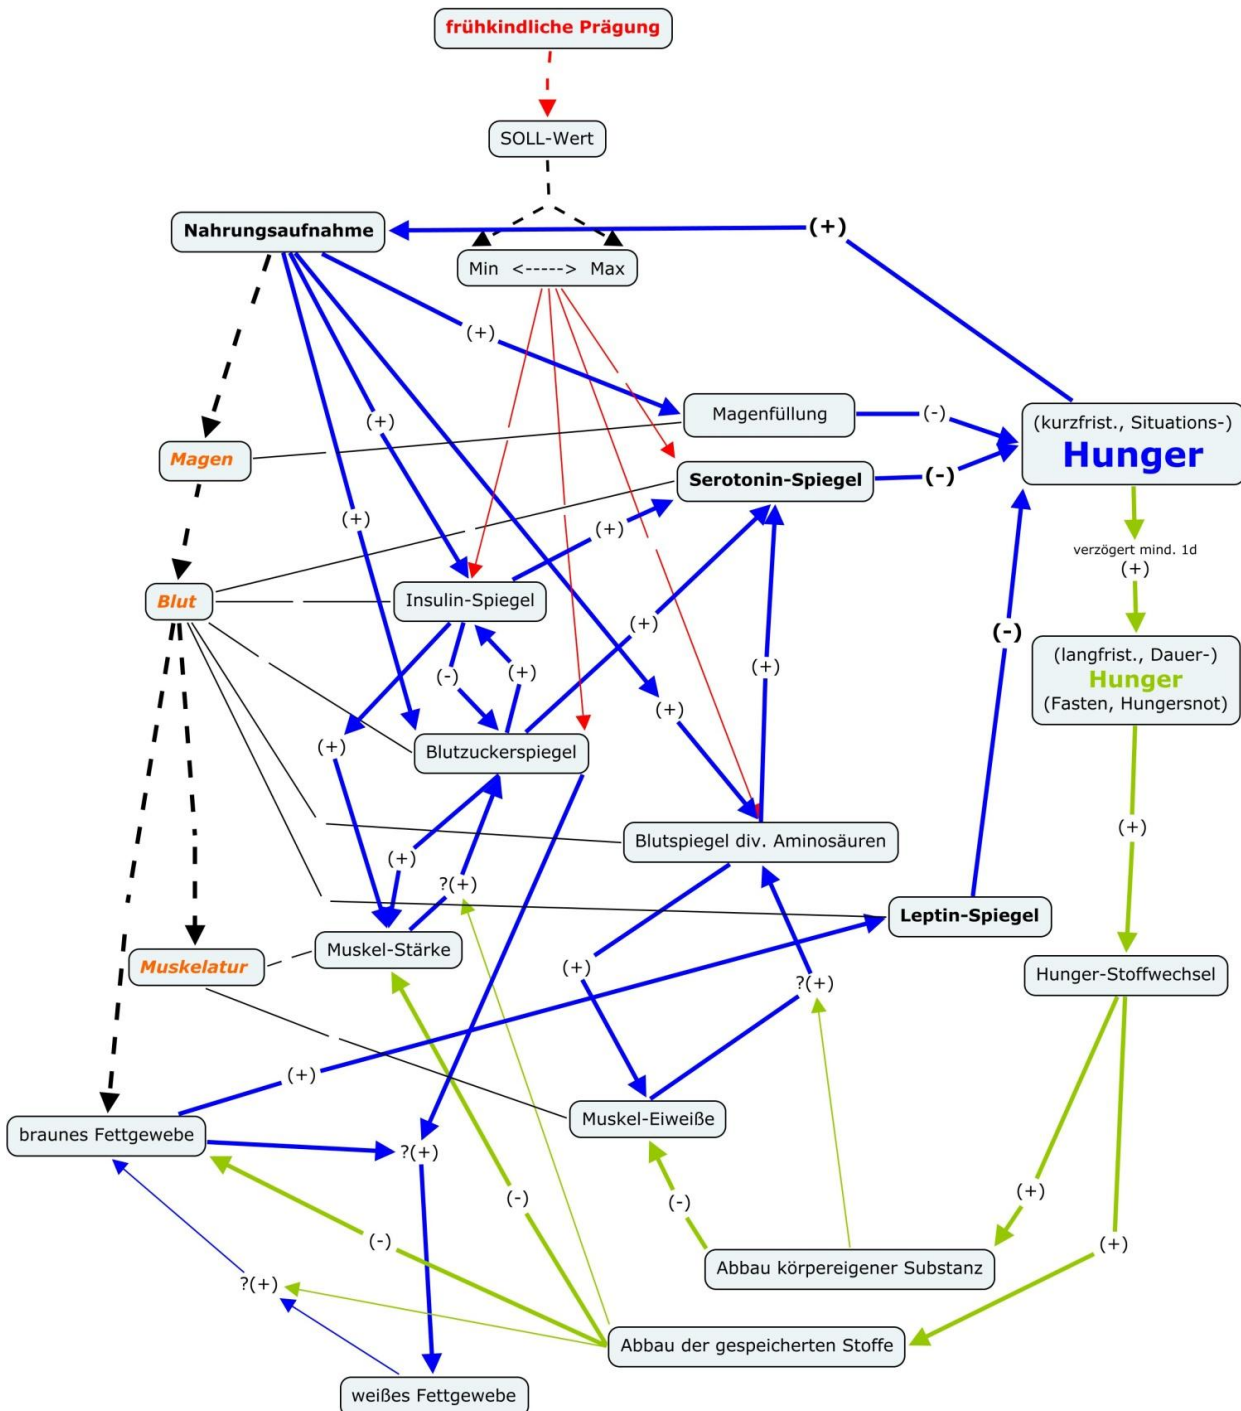 frühkindliche Prägung
SOLL-Wert
Nahrungsaufnahme
(+)
Min <-----> Max
(+)
Magenfüllung
(-)
(kurzfrist., Situations-)
Hunger
(+)
Magen
Serotonin-Spiegel
(-)
(+)
(+)
verzögert mind. 1d
(+)
Blut
Insulin-Spiegel
(+)
(-)
(langfrist., Dauer-)
Hunger
(Fasten, Hungersnot)
(-)
(+)
(+)
(+)
(+)
Blutzuckerspiegel
Blutspiegel div. Aminosäuren
(+)
(+)
?(+)
Leptin-Spiegel
Muskel-Stärke
Muskelatur
(+)
?(+)
Hunger-Stoffwechsel
(+)
braunes Fettgewebe
?(+)
Muskel-Eiweiße
(-)
(-)
(+)
(-)
(+)
Abbau körpereigener Substanz
?(+)
Abbau der gespeicherten Stoffe
weißes Fettgewebe